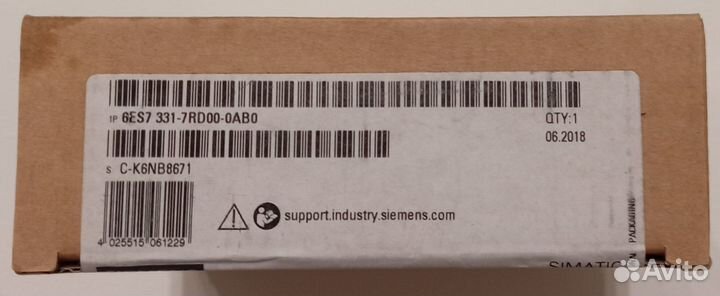 1P 6ES7 331-7RD00-0AB0
QTY:1
06.2018
S C-K6NB8671
support.industry.siemens.com
4 025515 061229
PACKAGING
SIMATIC
Avito